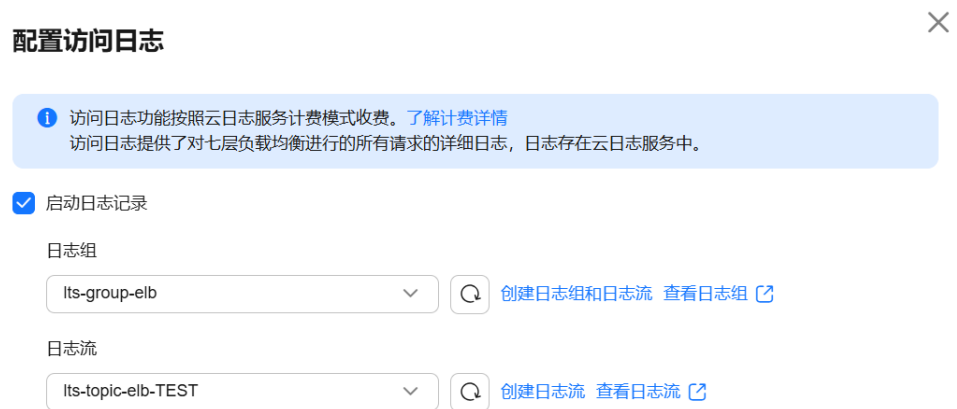 配置访问日志
访问日志功能按照云日志服务计费模式收费。了解计费详情
访问日志提供了对七层负载均衡进行的所有请求的详细日志，日志存在云日志服务中。
启动日志记录
日志组
lts-group-elb 创建日志组和日志流 查看日志组
日志流
lts-topic-elb-TEST 创建日志流 查看日志流